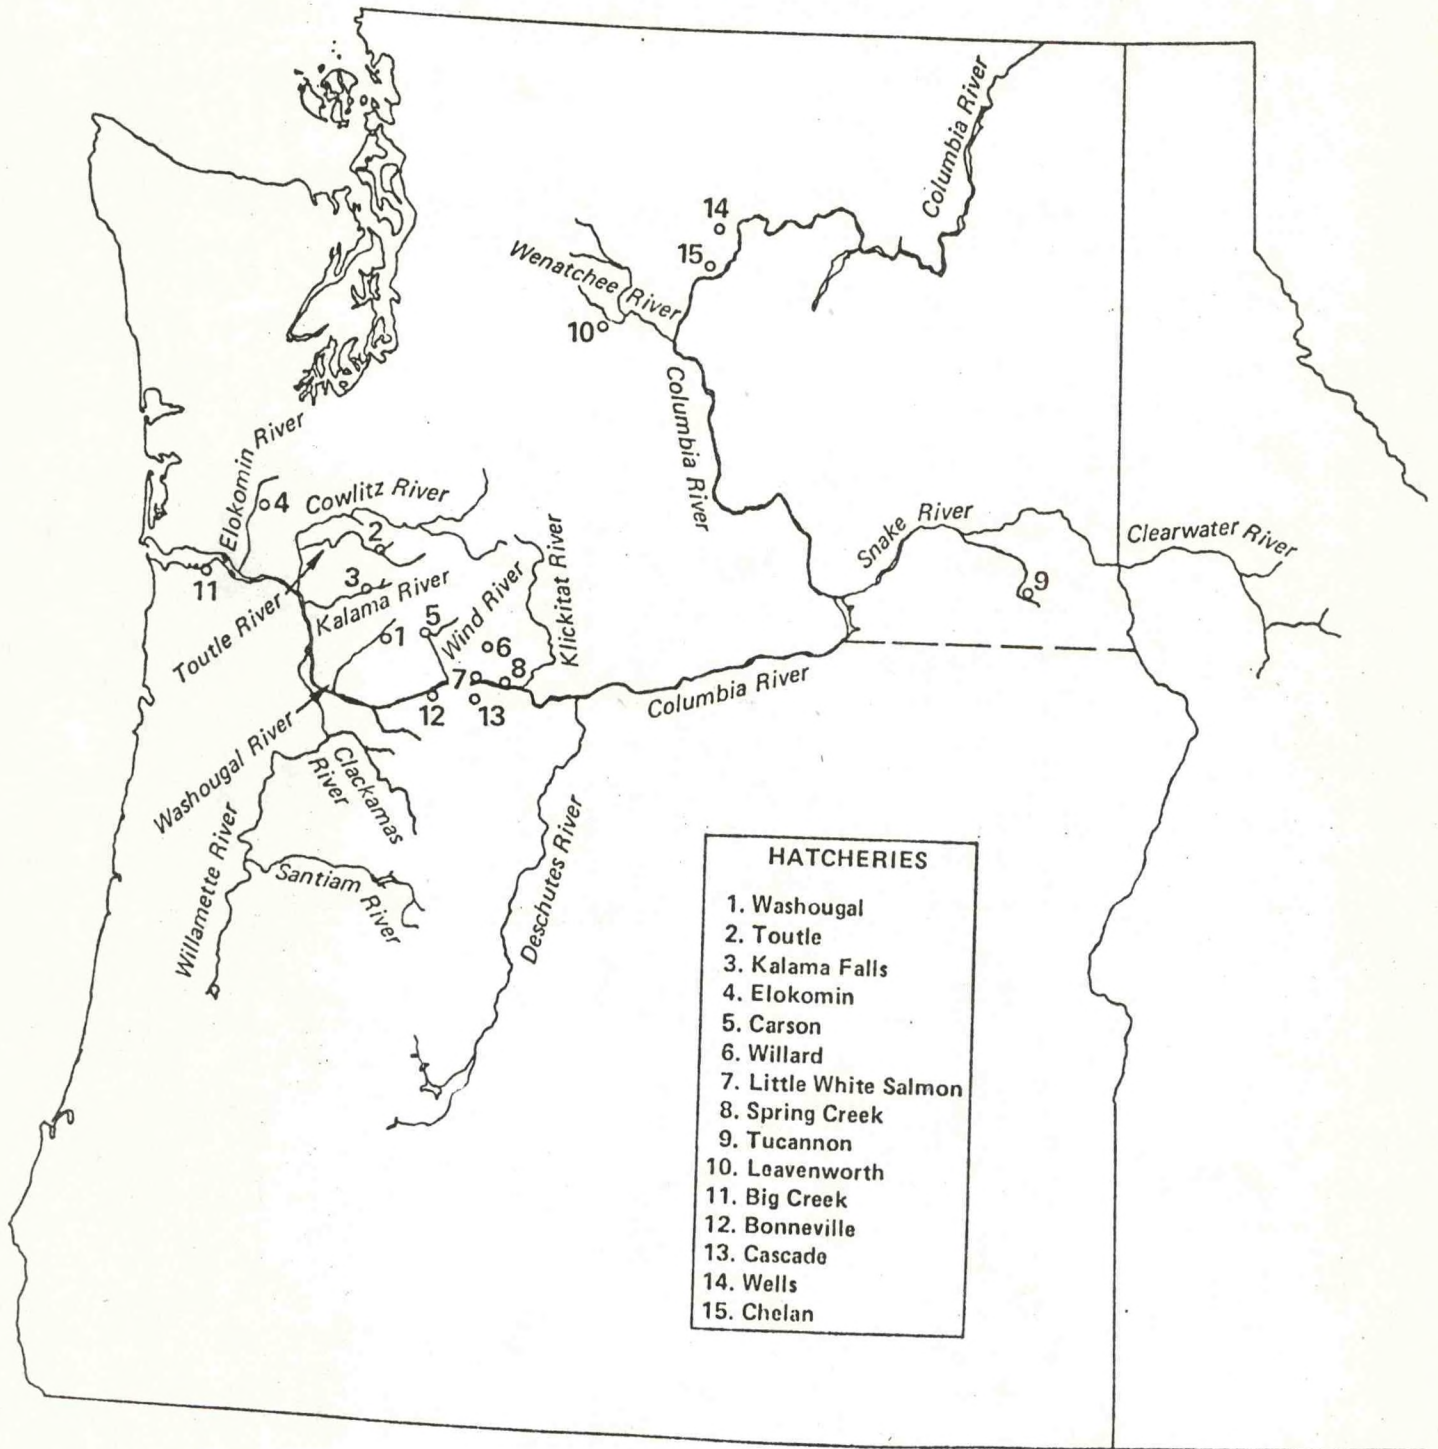 Columbia River
14
15
Wenatchee River
10
Columbia River
Elokomin River
4
Cowlitz River
2
Snake River
Clearwater River
9
11
3
Kalama River
Toutle River
5
1
Wind River
Klickitat River
6
7
8
12
13
Columbia River
Washougal River
Clackamas
River
Willamette River
Santiam River
Deschutes River
HATCHERIES
1. Washougal
2. Toutle
3. Kalama Falls
4. Elokomin
5. Carson
6. Willard
7. Little White Salmon
8. Spring Creek
9. Tucannon
10. Leavenworth
11. Big Creek
12. Bonneville
13. Cascade
14. Wells
15. Chelan